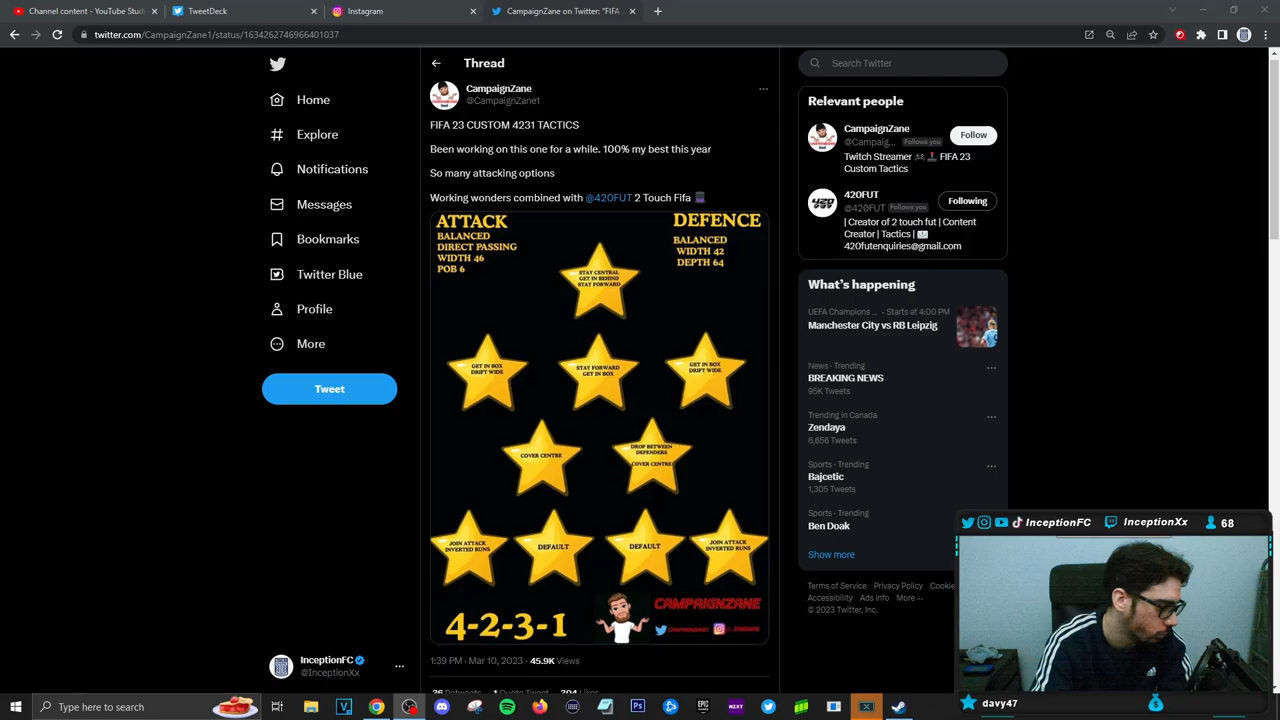 Channel content - YouTube Studi
TweetDeck
Instagram
CampaignZane on Twitter: "FIFA
twitter.com/CampaignZane1/status/1634262746966401037
Thread
Search Twitter
CampaignZane
@CampaignZane1
Home
Explore
Notifications
Messages
Bookmarks
Twitter Blue
Profile
More
Tweet
InceptionFC
@InceptionXx
FIFA 23 CUSTOM 4231 TACTICS
Been working on this one for a while. 100% my best this year
So many attacking options
Working wonders combined with @420FUT 2 Touch Fifa
ATTACK
BALANCED
DIRECT PASSING
WIDTH 46
POB 6
DEFENCE
BALANCED
WIDTH 42
DEPTH 64
STAY CENTRAL
GET IN BEHIND
STAY FORWARD
GET IN BOX
DRIFT WIDE
STAY FORWARD
GET IN BOX
GET IN BOX
DRIFT WIDE
COVER CENTRE
DROP BETWEEN
DEFENDERS
COVER CENTRE
JOIN ATTACK
INVERTED RUNS
DEFAULT
DEFAULT
JOIN ATTACK
INVERTED RUNS
4-2-3-1
CAMPAIGNZANE
CAMPAIGNZANE1
1:39 PM · Mar 10, 2023 · 45.9K Views
Relevant people
CampaignZane
@Campaig... Follows you
Follow
Twitch Streamer FIFA 23
Custom Tactics
420FUT
@420FUT Follows you
Following
| Creator of 2 touch fut | Content
Creator | Tactics |
420futenquiries@gmail.com
What's happening
UEFA Champions ... · Starts at 4:00 PM
Manchester City vs RB Leipzig
News · Trending
BREAKING NEWS
95K Tweets
Trending in Canada
Zendaya
6,656 Tweets
Sports · Trending
Bajcetic
1,305 Tweets
Sports · Trending
Ben Doak
Show more
Terms of Service Privacy Policy Cookie
Accessibility Ads info More ...
© 2023 Twitter, Inc.
InceptionFC
InceptionXx
68
davy47
Type here to search